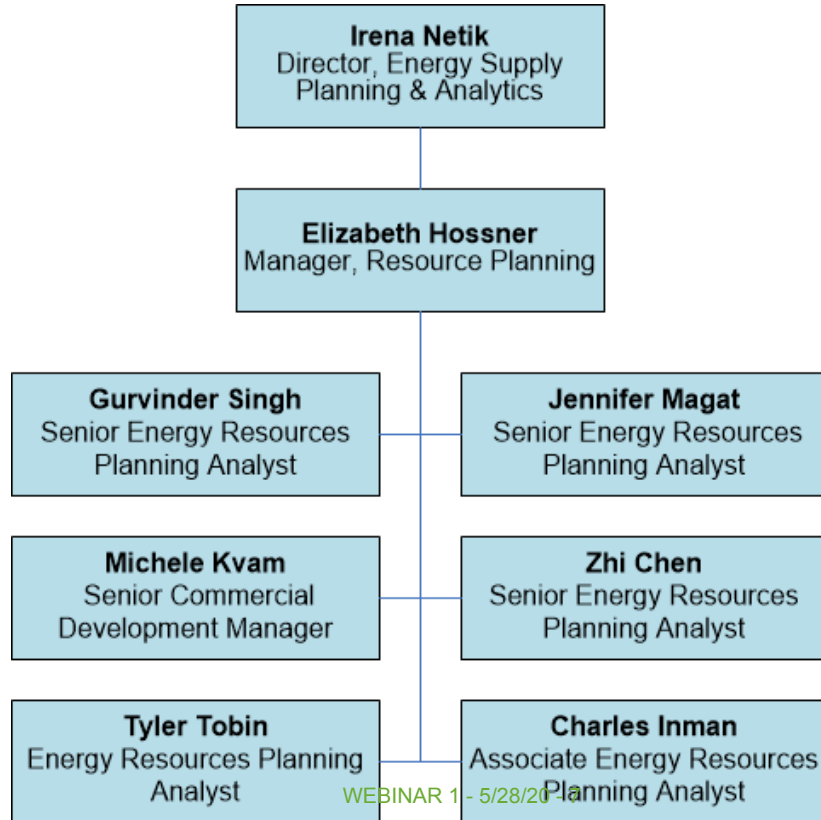 Irena Netik
Director, Energy Supply
Planning & Analytics
Elizabeth Hossner
Manager, Resource Planning
Gurvinder Singh
Senior Energy Resources
Planning Analyst
Jennifer Magat
Senior Energy Resources
Planning Analyst
Michele Kvam
Senior Commercial
Development Manager
Zhi Chen
Senior Energy Resources
Planning Analyst
Tyler Tobin
Energy Resources Planning
Analyst
Charles Inman
Associate Energy Resources
Planning Analyst
WEBINAR 1 - 5/28/20 - 7